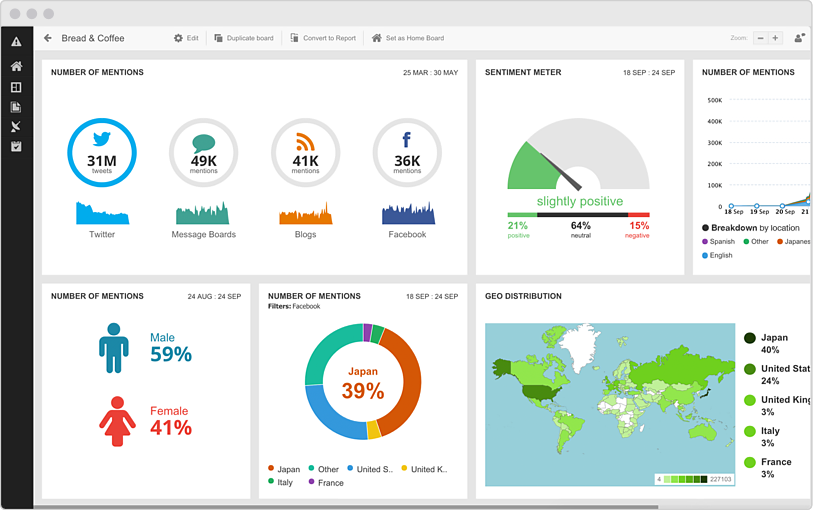 Bread & Coffee
Edit
Duplicate board
Convert to Report
Set as Home Board
Zoom:
NUMBER OF MENTIONS
25 MAR : 30 MAY
31M
tweets
49K
mentions
41K
mentions
36K
mentions
Twitter
Message Boards
Blogs
Facebook
SENTIMENT METER
18 SEP : 24 SEP
slightly positive
21%
positive
64%
neutral
15%
negative
NUMBER OF MENTIONS
500K
400K
300K
200K
100K
0
18 Sep 19 Sep 20 Sep 21
Breakdown by location
Spanish Other Japanes
English
NUMBER OF MENTIONS
24 AUG : 24 SEP
Male
59%
Female
41%
NUMBER OF MENTIONS
18 SEP : 24 SEP
Filters: Facebook
Japan
39%
Japan Other United S.. United K..
Italy France
GEO DISTRIBUTION
4 227103
Japan
40%
United Stat
24%
United King
3%
Italy
3%
France
3%